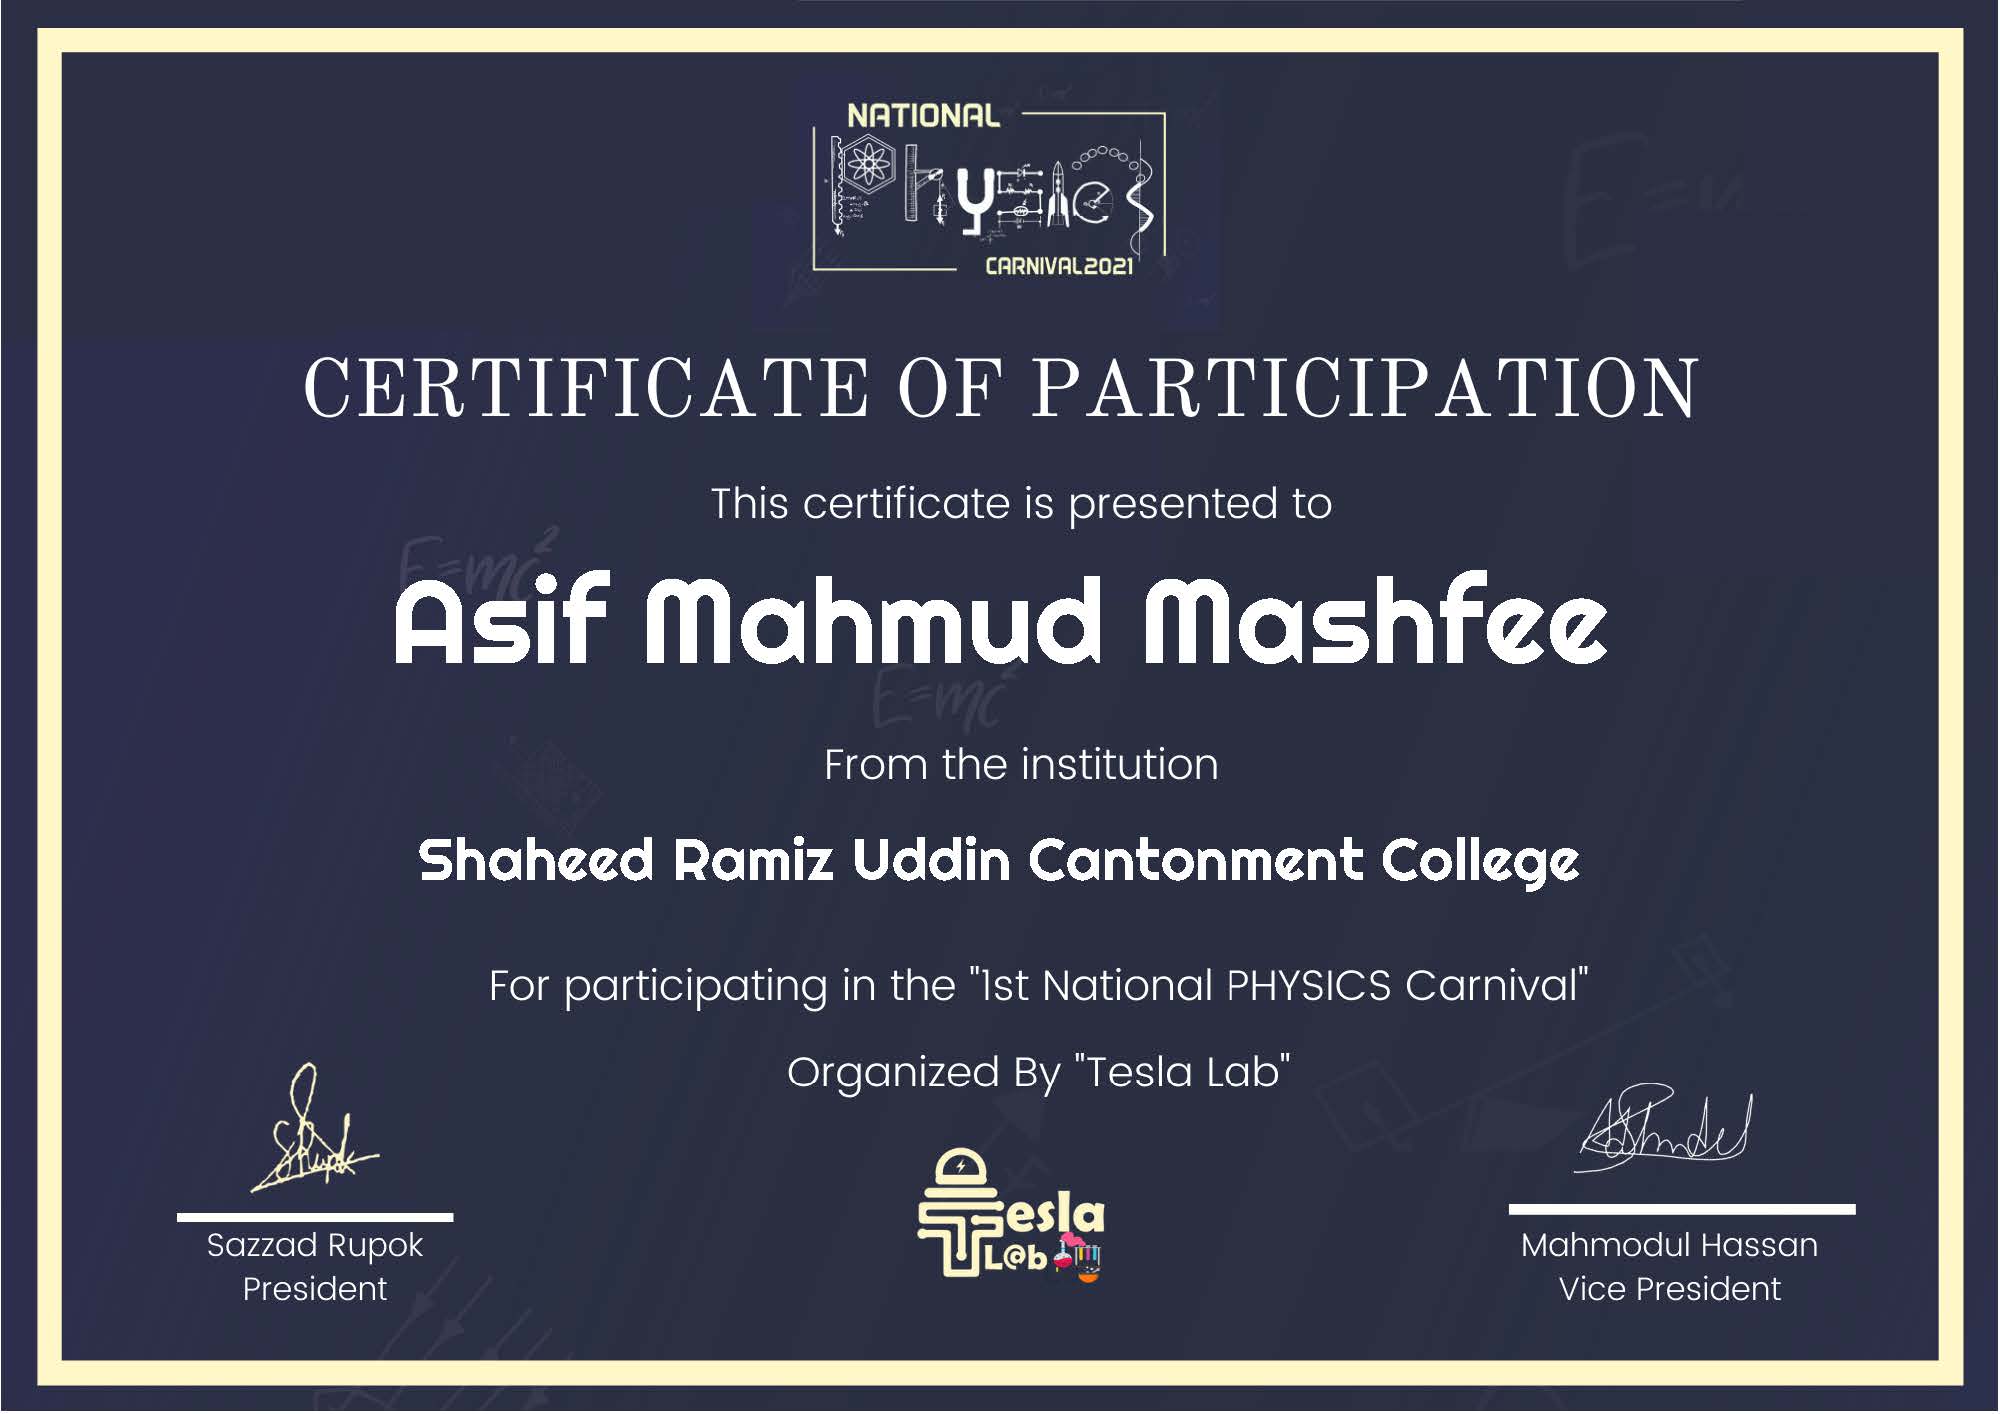 NATIONAL
Physics
CARNIVAL2021
CERTIFICATE OF PARTICIPATION
This certificate is presented to
E=mc²
Asif Mahmud Mashfee
E=mc²
From the institution
Shaheed Ramiz Uddin Cantonment College
For participating in the "1st National PHYSICS Carnival"
Organized By "Tesla Lab"
Tesla
L@b
Sazzad Rupok
President
Mahmodul Hassan
Vice President